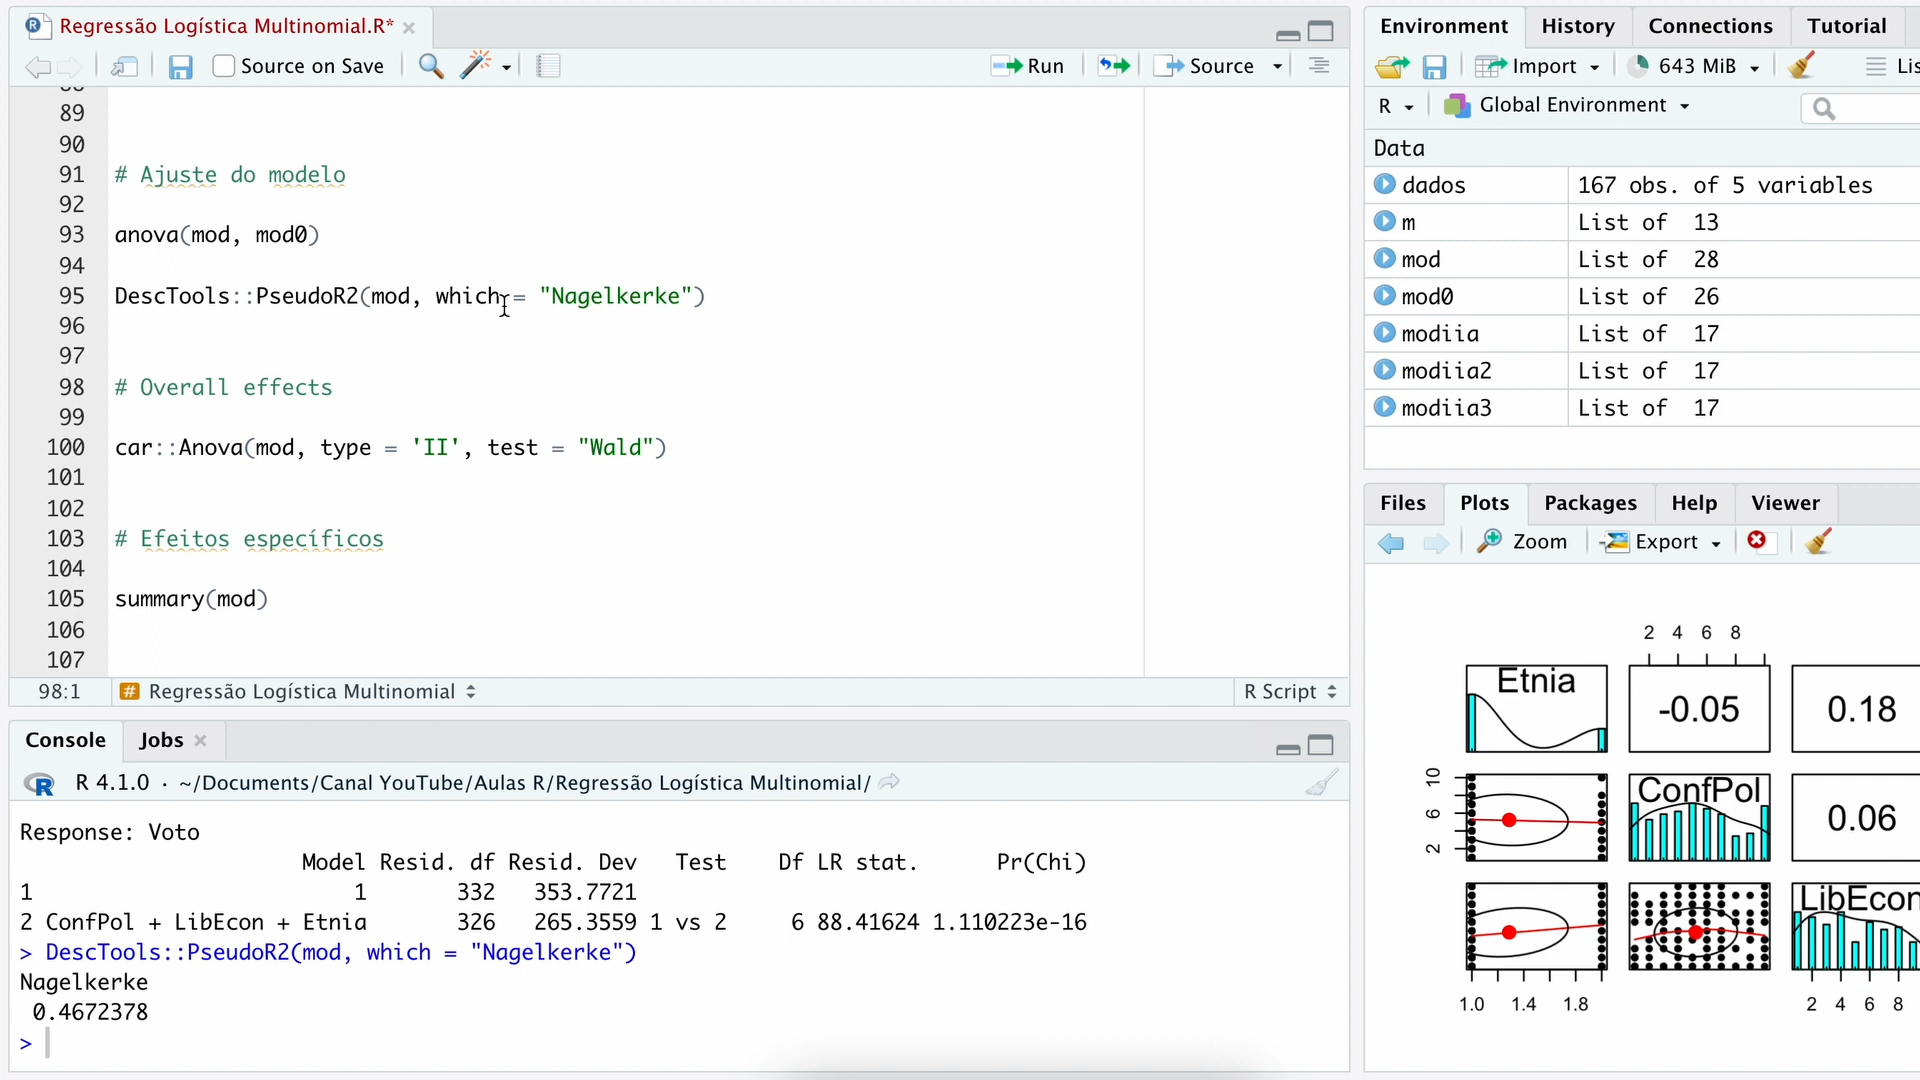 Regressão Logística Multinomial.R*
Source on Save
Run
Source
89
90
91 # Ajuste do modelo
92
93 anova(mod, mod0)
94
95 DescTools::PseudoR2(mod, which = "Nagelkerke")
96
97
98 # Overall effects
99
100 car::Anova(mod, type = 'II', test = "Wald")
101
102
103 # Efeitos específicos
104
105 summary(mod)
106
107
98:1 # Regressão Logística Multinomial R Script
Console Jobs
R 4.1.0 · ~/Documents/Canal YouTube/Aulas R/Regressão Logística Multinomial/
Response: Voto
Model Resid. df Resid. Dev Test Df LR stat. Pr(Chi)
1 1 332 353.7721
2 ConfPol + LibEcon + Etnia 326 265.3559 1 vs 2 6 88.41624 1.110223e-16
> DescTools::PseudoR2(mod, which = "Nagelkerke")
Nagelkerke
0.4672378
>
Environment History Connections Tutorial
Import 643 MiB Lis
R Global Environment
Data
dados 167 obs. of 5 variables
m List of 13
mod List of 28
mod0 List of 26
modiia List of 17
modiia2 List of 17
modiia3 List of 17
Files Plots Packages Help Viewer
Zoom Export
2 4 6 8
Etnia -0.05 0.18
10 6 2
ConfPol 0.06
LibEcon
1.0 1.4 1.8
2 4 6 8